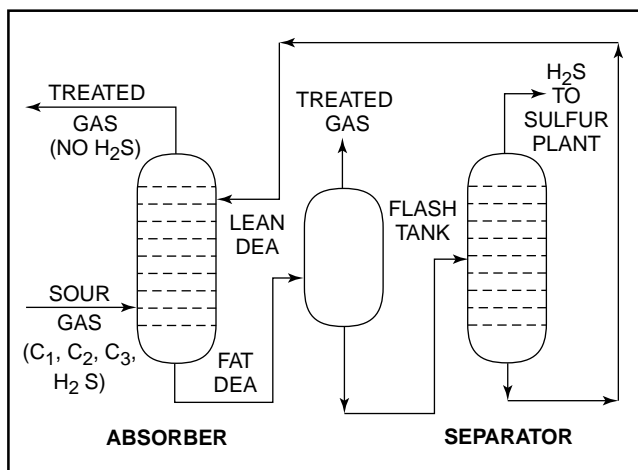 TREATED
GAS
(NO H₂S)
SOUR
GAS
(C₁, C₂, C₃,
H₂ S)
LEAN
DEA
FAT
DEA
ABSORBER
TREATED
GAS
FLASH
TANK
H₂S
TO
SULFUR
PLANT
SEPARATOR